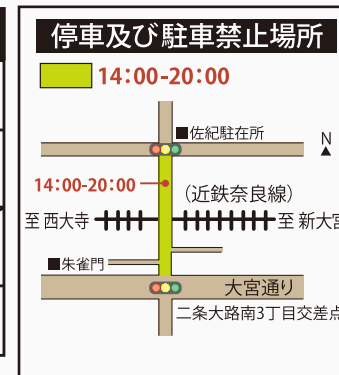 停車及び駐車禁止場所
14:00-20:00
■佐紀駐在所
N
14:00-20:00
(近鉄奈良線)
至 西大寺
至 新大宮
■朱雀門
大宮通り
二条大路南3丁目交差点